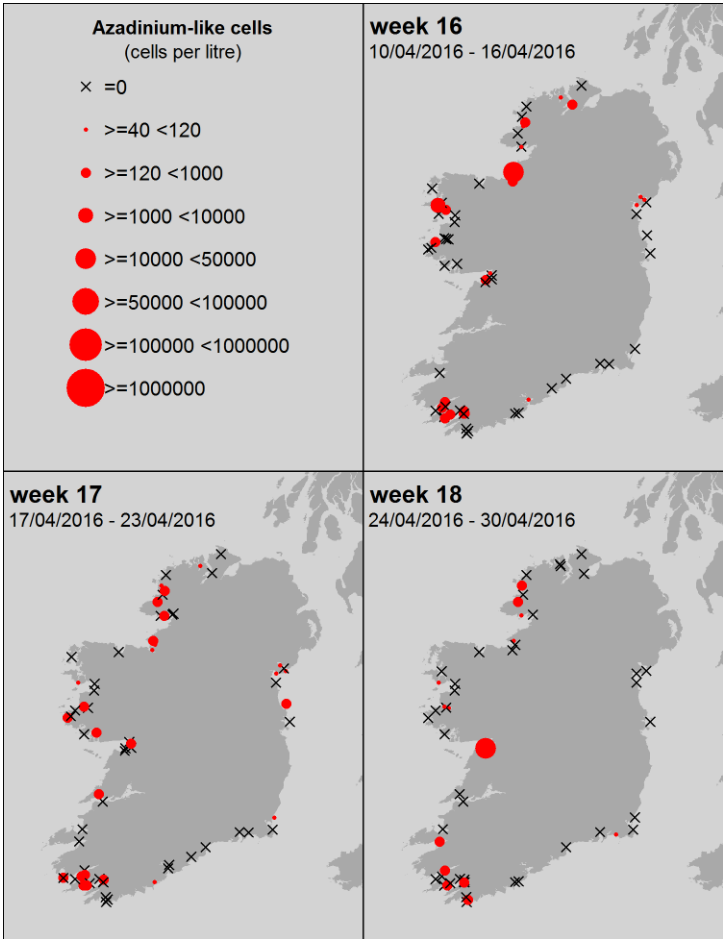 Azadinium-like cells
(cells per litre)
=0
>=40 <120
>=120 <1000
>=1000 <10000
>=10000 <50000
>=50000 <100000
>=100000 <1000000
>=1000000
week 16
10/04/2016 - 16/04/2016
week 17
17/04/2016 - 23/04/2016
week 18
24/04/2016 - 30/04/2016